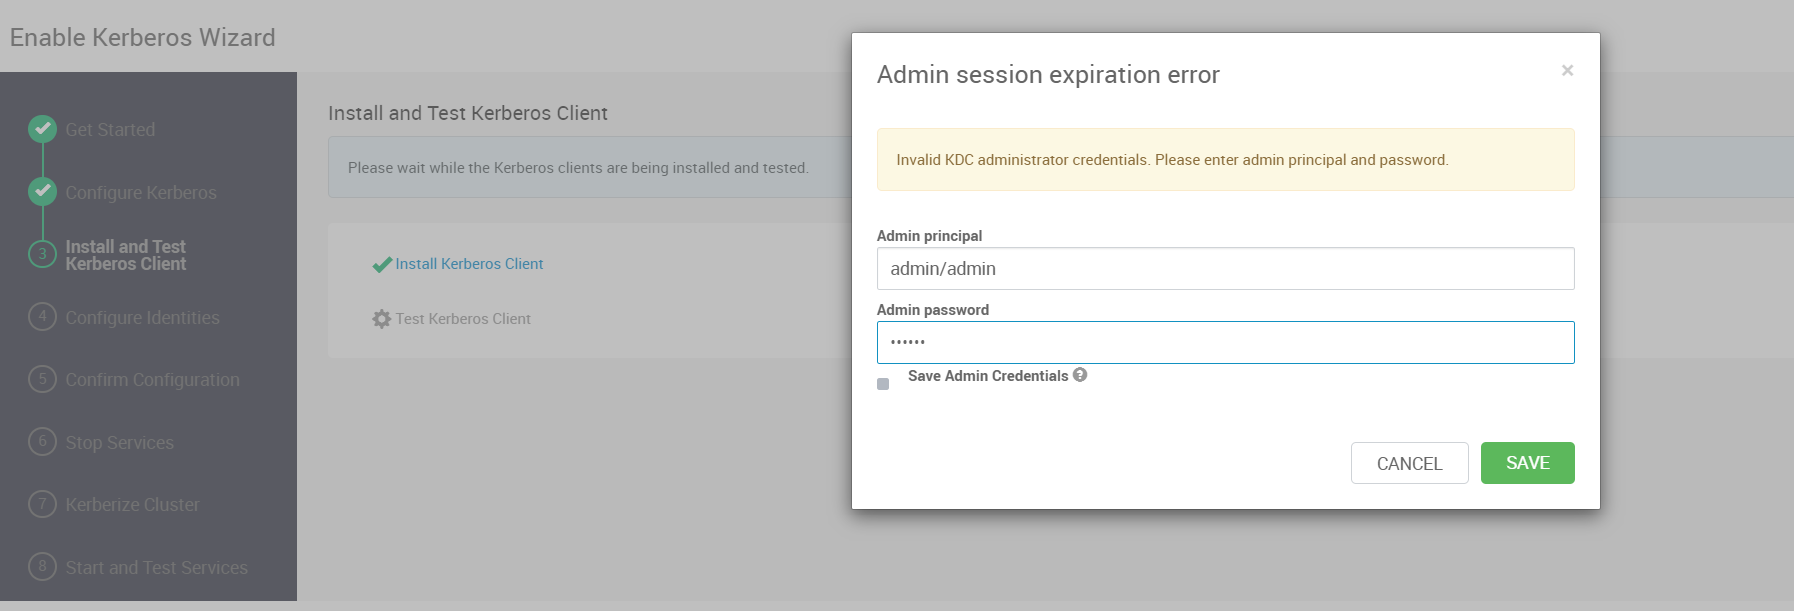 Enable Kerberos Wizard
Get Started
Configure Kerberos
3
Install and Test
Kerberos Client
4
Configure Identities
5
Confirm Configuration
6
Stop Services
7
Kerberize Cluster
8
Start and Test Services
Install and Test Kerberos Client
Please wait while the Kerberos clients are being installed and tested.
Install Kerberos Client
Test Kerberos Client
Admin session expiration error
×
Invalid KDC administrator credentials. Please enter admin principal and password.
Admin principal
admin/admin
Admin password
••••••
Save Admin Credentials ?
CANCEL
SAVE